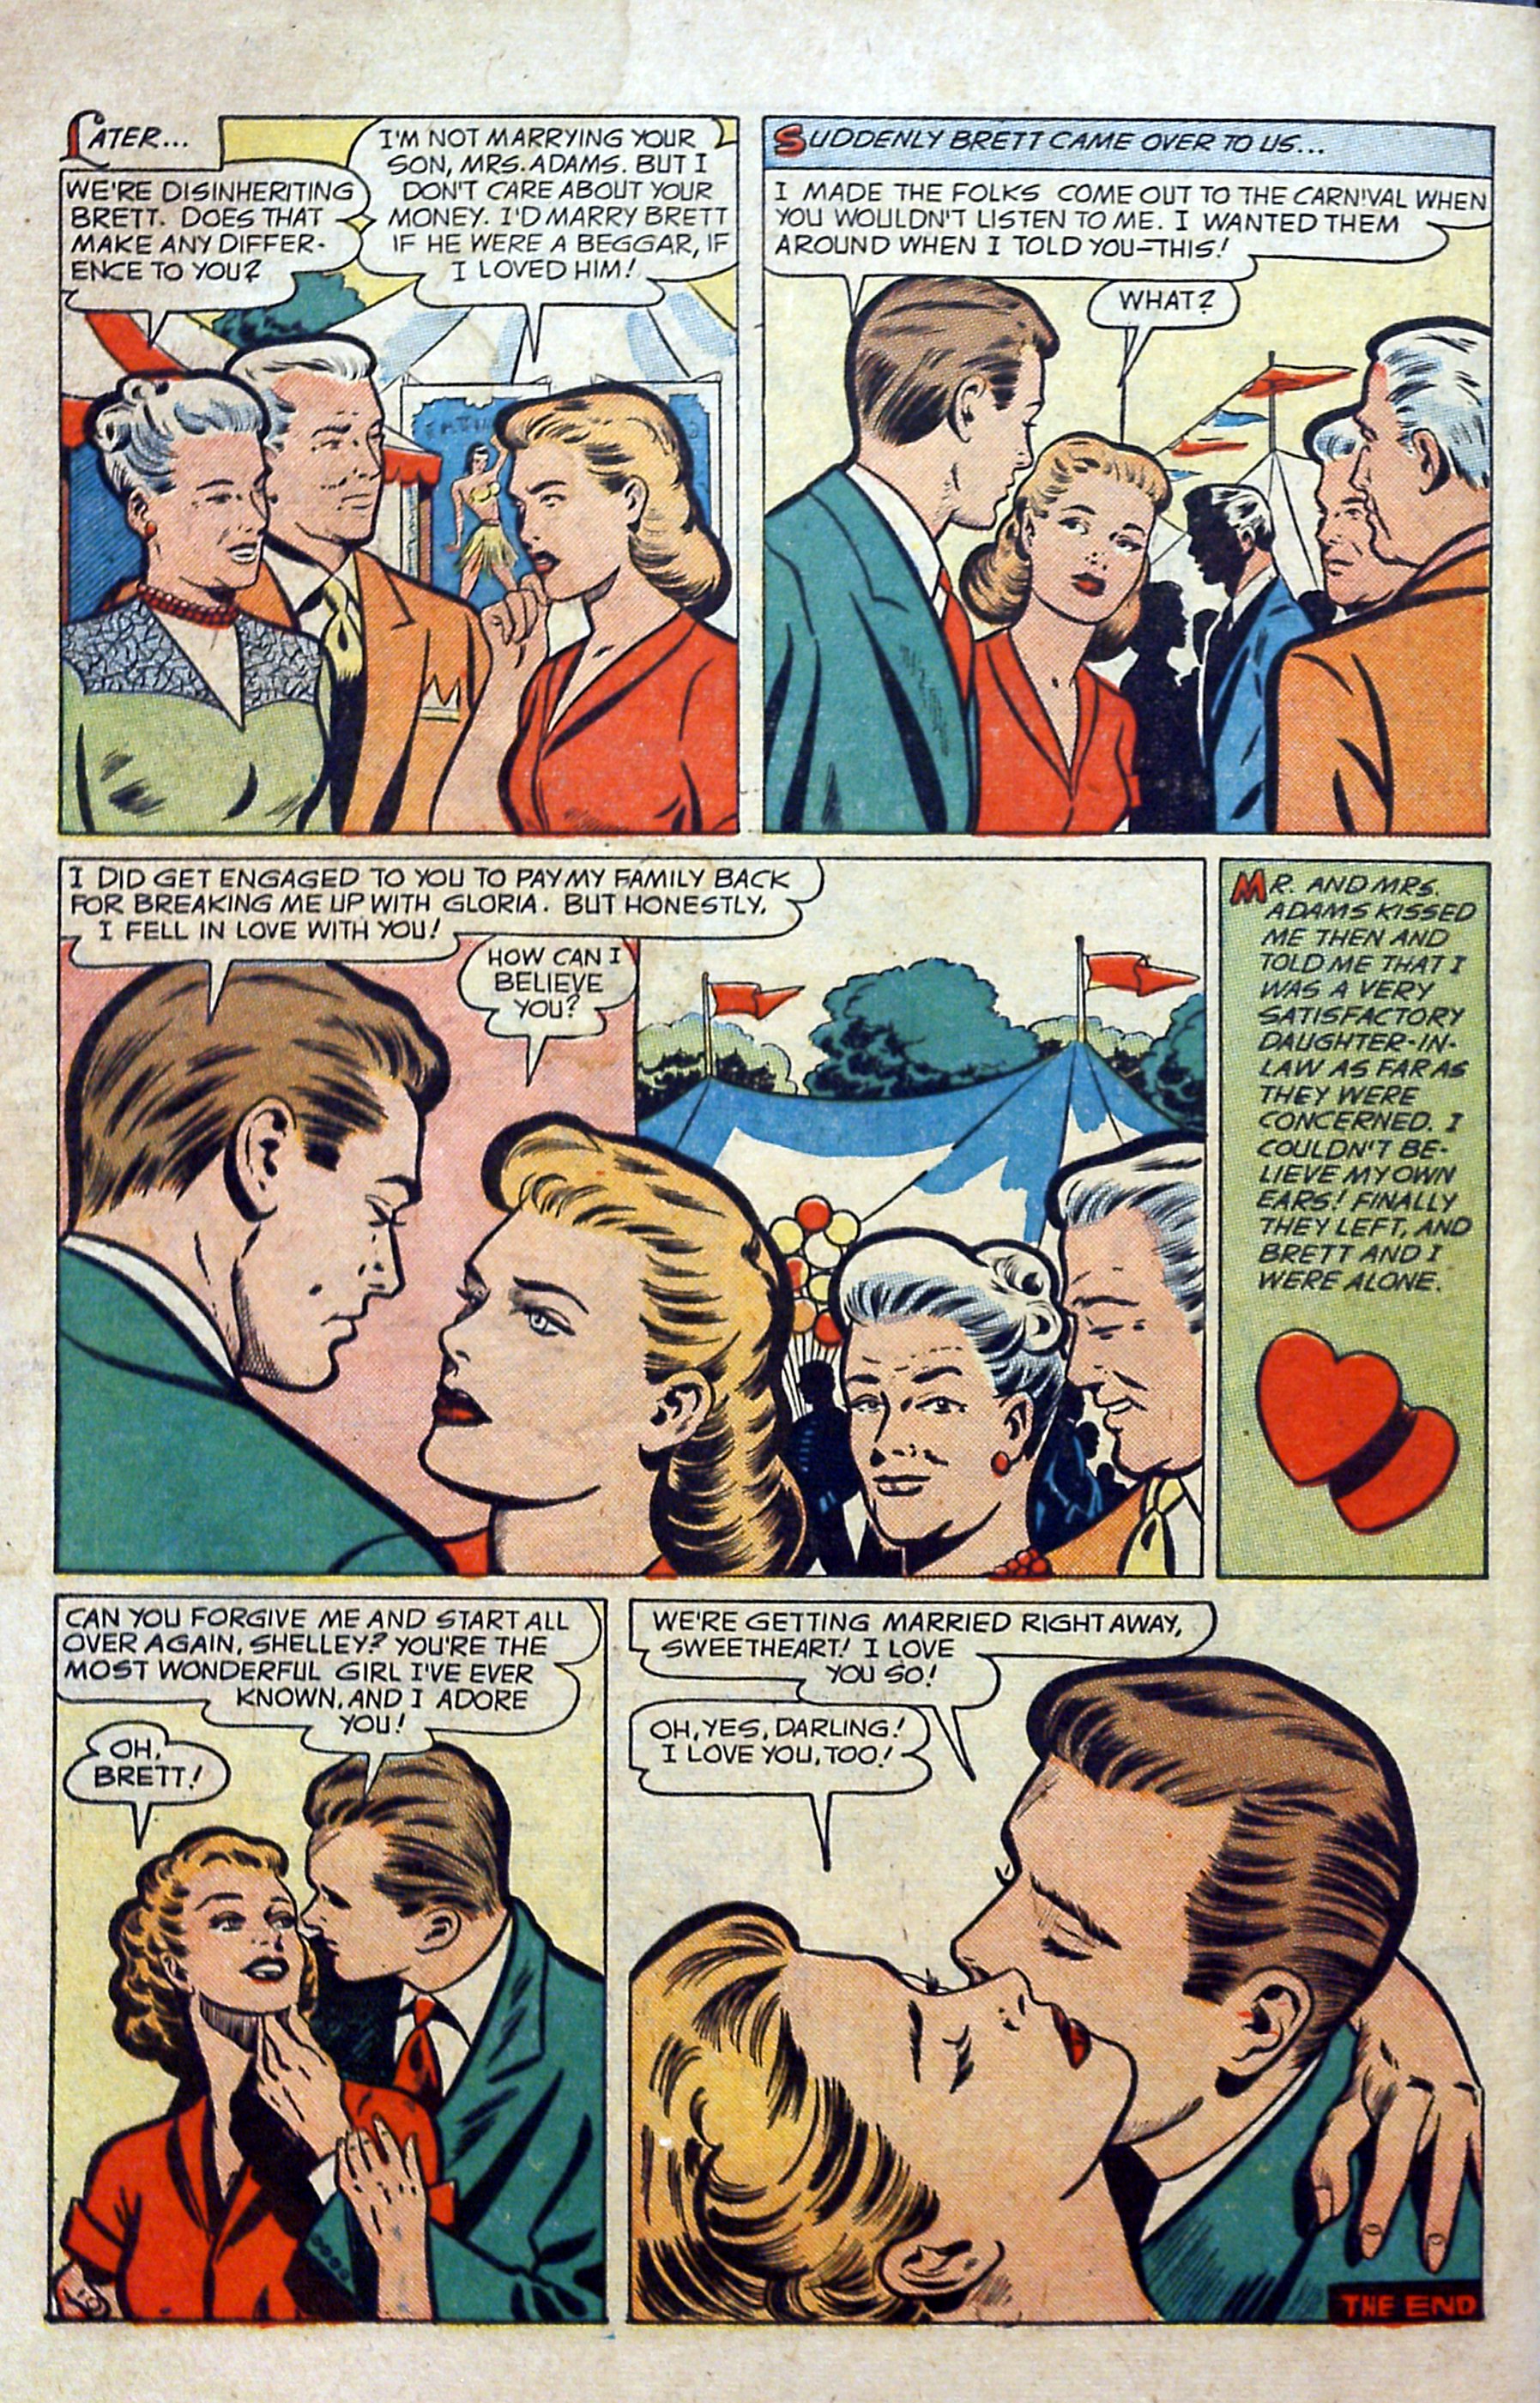 LATER...
WE'RE DISINHERITING
BRETT. DOES THAT
MAKE ANY DIFFER-
ENCE TO YOU?
I'M NOT MARRYING YOUR
SON, MRS. ADAMS. BUT I
DON'T CARE ABOUT YOUR
MONEY. I'D MARRY BRETT
IF HE WERE A BEGGAR, IF
I LOVED HIM!
SUDDENLY BRETT CAME OVER TO US...
I MADE THE FOLKS COME OUT TO THE CARNIVAL WHEN
YOU WOULDN'T LISTEN TO ME. I WANTED THEM
AROUND WHEN I TOLD YOU—THIS!
WHAT?
I DID GET ENGAGED TO YOU TO PAY MY FAMILY BACK
FOR BREAKING ME UP WITH GLORIA. BUT HONESTLY,
I FELL IN LOVE WITH YOU!
HOW CAN I
BELIEVE
YOU?
MR. AND MRS.
ADAMS KISSED
ME THEN AND
TOLD ME THAT I
WAS A VERY
SATISFACTORY
DAUGHTER-IN-
LAW AS FAR AS
THEY WERE
CONCERNED. I
COULDN'T BE-
LIEVE MY OWN
EARS! FINALLY
THEY LEFT, AND
BRETT AND I
WERE ALONE.
CAN YOU FORGIVE ME AND START ALL
OVER AGAIN, SHELLEY? YOU'RE THE
MOST WONDERFUL GIRL I'VE EVER
KNOWN, AND I ADORE
YOU!
OH,
BRETT!
WE'RE GETTING MARRIED RIGHT AWAY,
SWEETHEART! I LOVE
YOU SO!
OH, YES, DARLING!
I LOVE YOU, TOO!
THE END